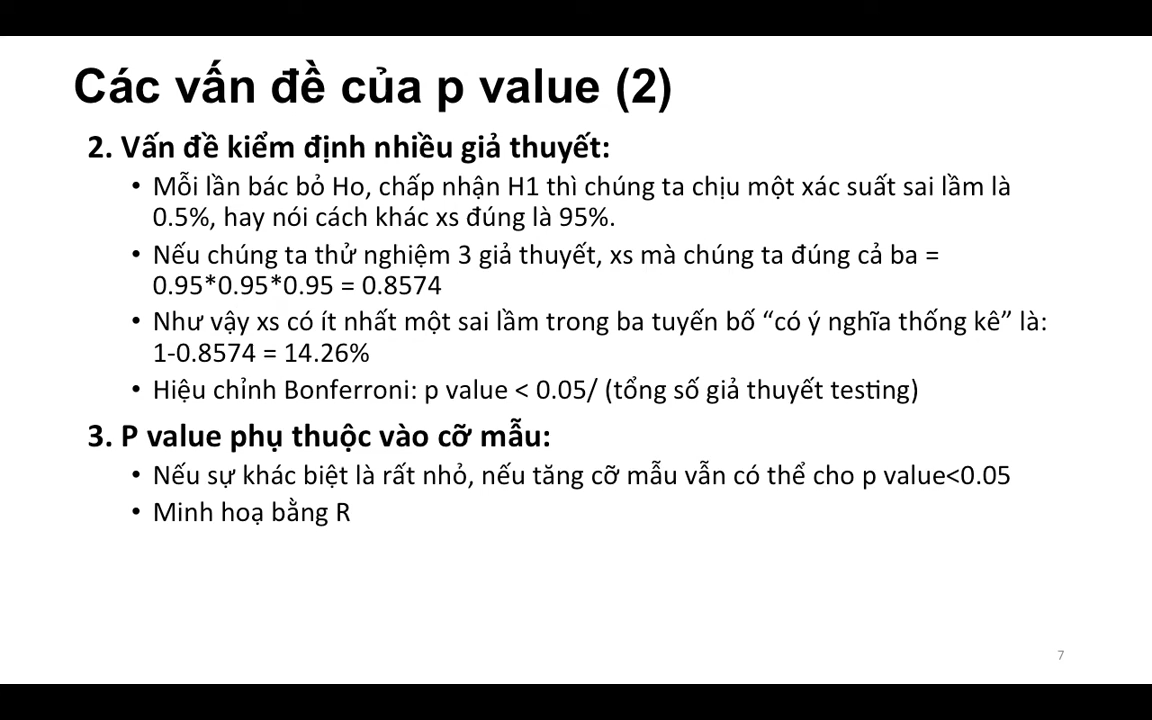 Các vấn đề của p value (2)
2. Vấn đề kiểm định nhiều giả thuyết:
• Mỗi lần bác bỏ Ho, chấp nhận H1 thì chúng ta chịu một xác suất sai lầm là
0.5%, hay nói cách khác xs đúng là 95%.
• Nếu chúng ta thử nghiệm 3 giả thuyết, xs mà chúng ta đúng cả ba =
0.95*0.95*0.95 = 0.8574
• Như vậy xs có ít nhất một sai lầm trong ba tuyến bố “có ý nghĩa thống kê” là:
1-0.8574 = 14.26%
• Hiệu chỉnh Bonferroni: p value < 0.05/ (tổng số giả thuyết testing)
3. P value phụ thuộc vào cỡ mẫu:
• Nếu sự khác biệt là rất nhỏ, nếu tăng cỡ mẫu vẫn có thể cho p value<0.05
• Minh hoạ bằng R
7